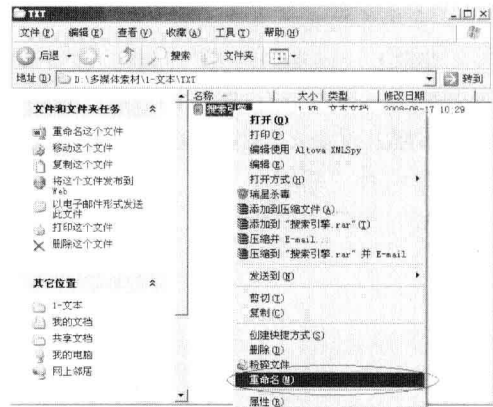 TXT
文件(F) 编辑(E) 查看(V) 收藏(A) 工具(T) 帮助(H)
后退 搜索 文件夹
地址(D) D:\多媒体素材\1-文本\TXT 转到
名称 大小 类型 修改日期
搜索引擎 1 KB 文本文档 2008-06-17 10:29
文件和文件夹任务
重命名这个文件
移动这个文件
复制这个文件
将这个文件发布到
Web
以电子邮件形式发送
此文件
打印这个文件
删除这个文件
其它位置
1-文本
我的文档
共享文档
我的电脑
网上邻居
打开(O)
打印(P)
编辑使用 Altova XMLSpy
编辑(E)
打开方式(H)
瑞星杀毒
添加到压缩文件(A)...
添加到 "搜索引擎.rar"(T)
压缩并 E-mail...
压缩到 "搜索引擎.rar" 并 E-mail
发送到(N)
剪切(T)
复制(C)
创建快捷方式(S)
删除(D)
粉碎文件
重命名(M)
属性(R)